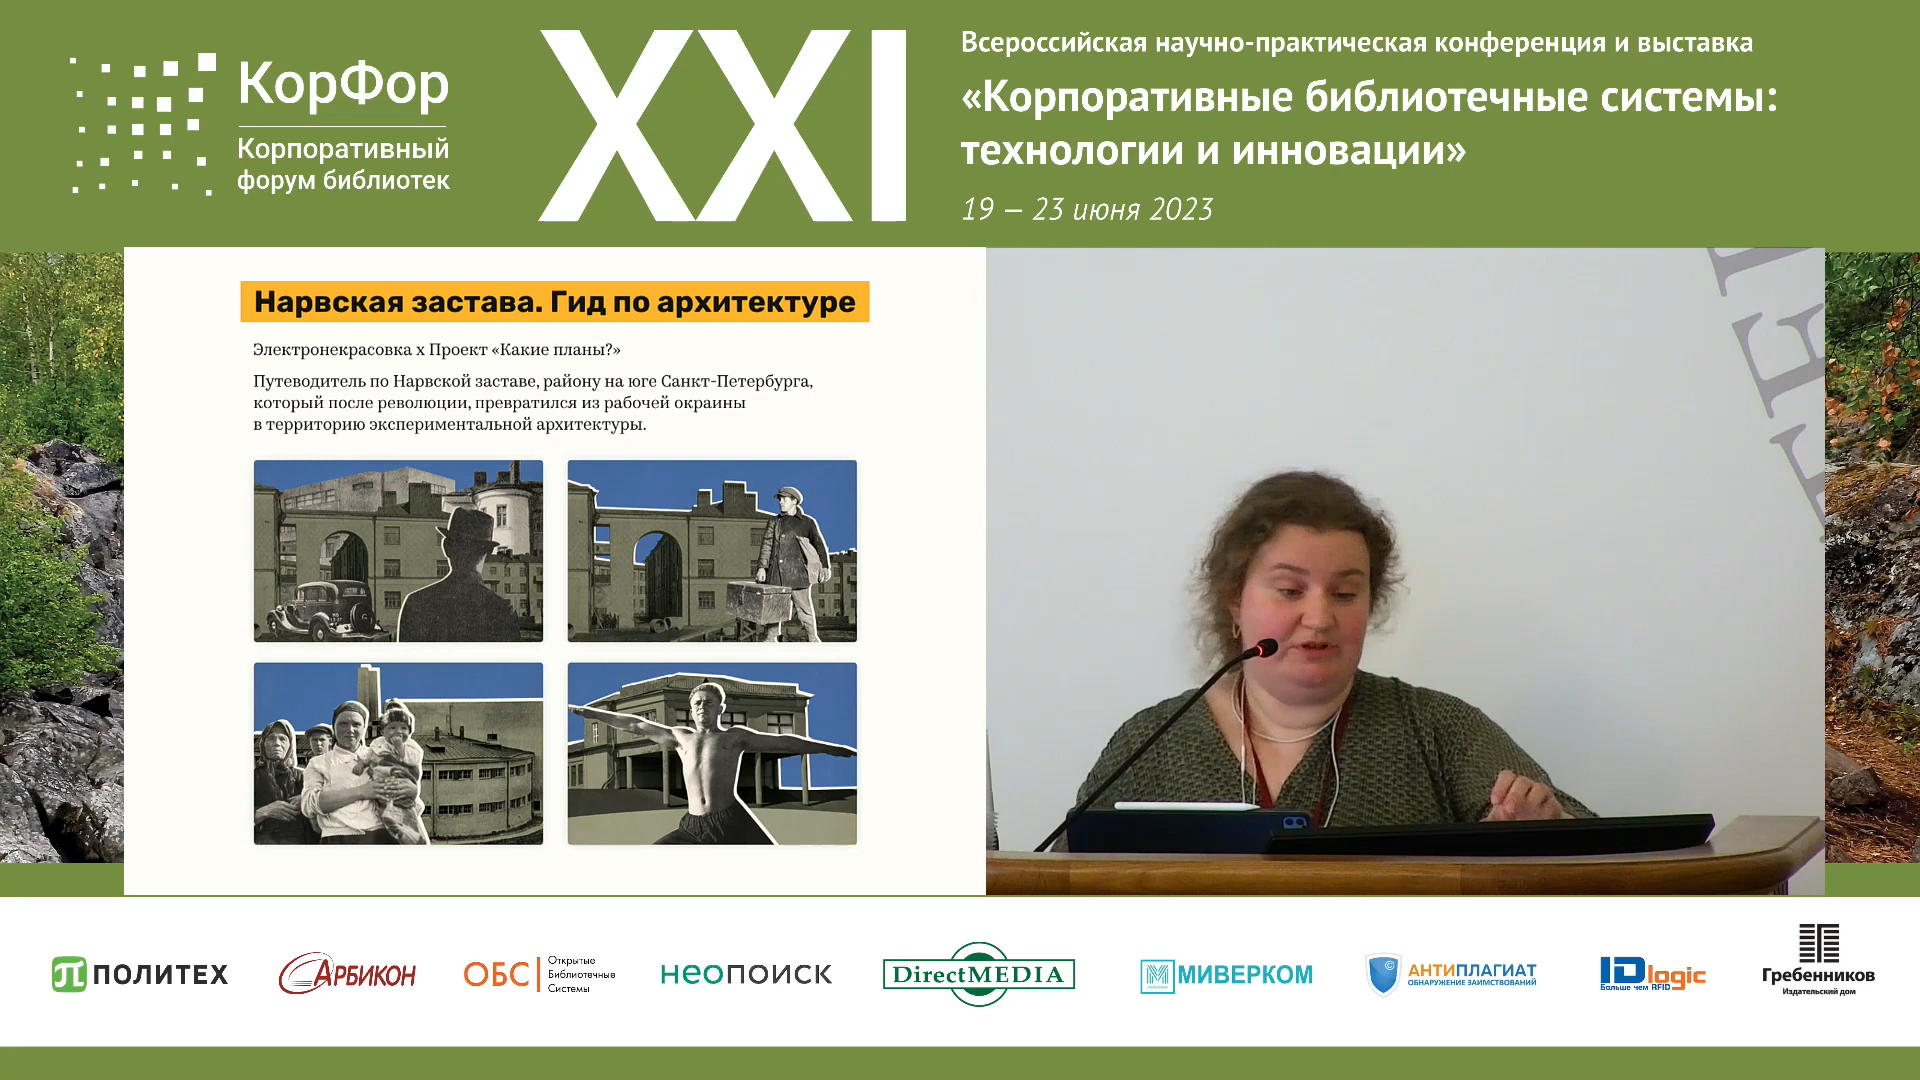 КорФор
Корпоративный
форум библиотек
XXI
Всероссийская научно-практическая конференция и выставка
«Корпоративные библиотечные системы:
технологии и инновации»
19 — 23 июня 2023
Нарвская застава. Гид по архитектуре
Электронекрасовка х Проект «Какие планы?»
Путеводитель по Нарвской заставе, району на юге Санкт-Петербурга,
который после революции, превратился из рабочей окраины
в территорию экспериментальной архитектуры.
ПОЛИТЕХ
АРБИКОН
ОБС
Открытые
Библиотечные
Системы
НЕОПОИСК
DirectMEDIA
МИВЕРКОМ
АНТИПЛАГИАТ
ОБНАРУЖЕНИЕ ЗАИМСТВОВАНИЙ
IDlogic
Больше чем RFID
Гребенников
Издательский дом